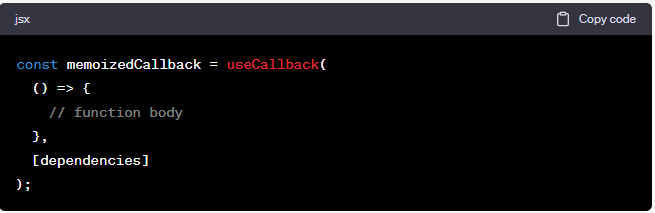 jsx Copy code
const memoizedCallback = useCallback(
() => {
// function body
},
[dependencies]
);